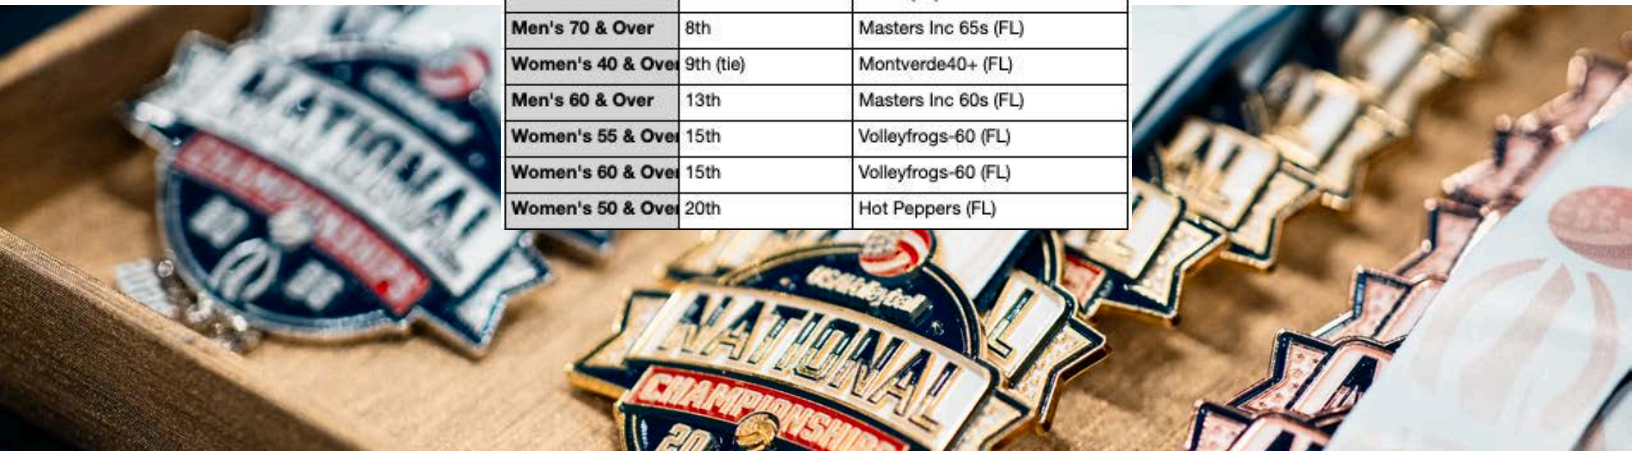 Men's 70 & Over 8th Masters Inc 65s (FL)
Women's 40 & Over 9th (tie) Montverde40+ (FL)
Men's 60 & Over 13th Masters Inc 60s (FL)
Women's 55 & Over 15th Volleyfrogs-60 (FL)
Women's 60 & Over 15th Volleyfrogs-60 (FL)
Women's 50 & Over 20th Hot Peppers (FL)
NATIONAL
CHAMPIONSHIPS
USAVolleyball
NATIONAL
CHAMPIONSHIPS
20